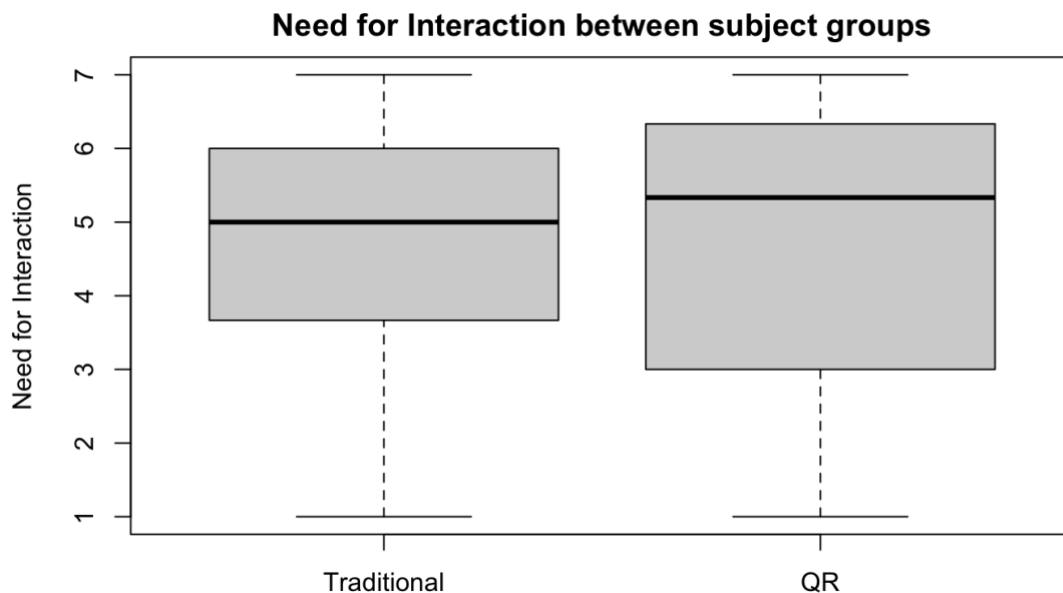 Need for Interaction between subject groups
Need for Interaction
7
6
5
4
3
2
1
Traditional
QR